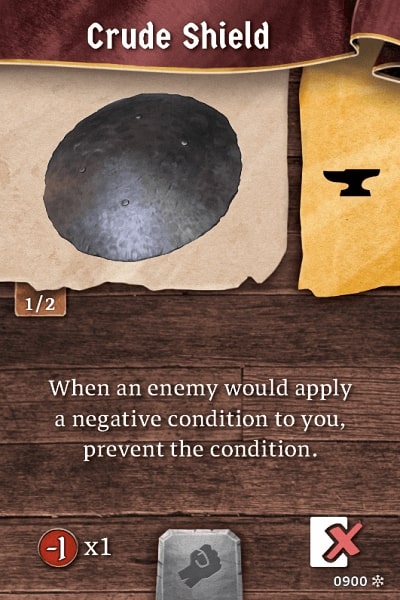 Crude Shield
1/2
When an enemy would apply
a negative condition to you,
prevent the condition.
-1 x1
0900